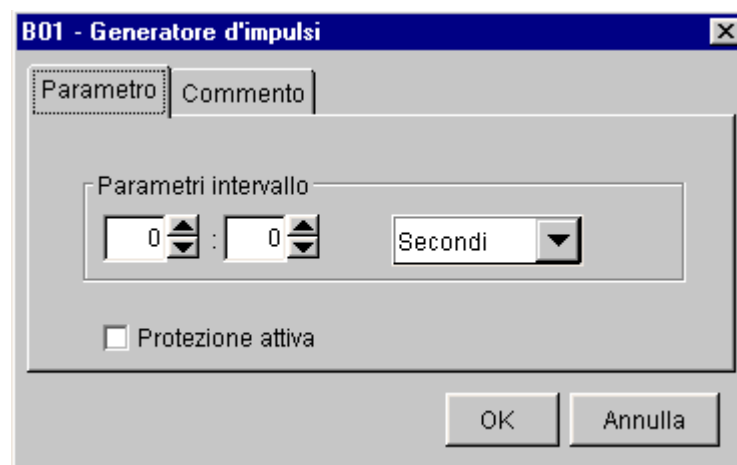 B01 - Generatore d'impulsi
Parametro Commento
Parametri intervallo
0 : 0 Secondi
Protezione attiva
OK Annulla